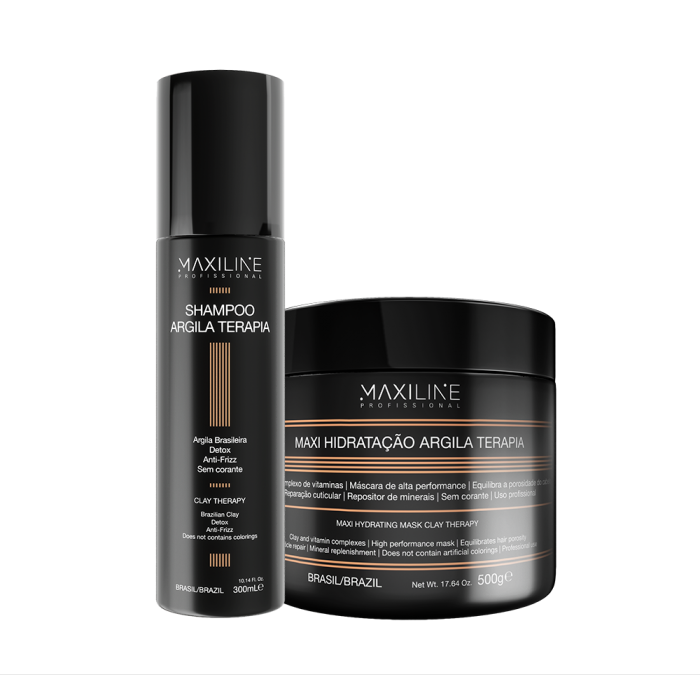 MAXILINE
PROFISSIONAL
SHAMPOO
ARGILA TERAPIA
Argila Brasileira
Detox
Anti-Frizz
Sem corante
CLAY THERAPY
Brazilian Clay
Detox
Anti-Frizz
Does not contains colorings
10.14 Fl. Oz.
BRASIL/BRAZIL 300mL℮
MAXILINE
PROFISSIONAL
MAXI HIDRATAÇÃO ARGILA TERAPIA
mplexo de vitaminas | Máscara de alta performance | Equilibra a porosidade do
Reparação cuticular | Repositor de minerais | Sem corante | Uso profissional
MAXI HYDRATING MASK CLAY THERAPY
Clay and vitamin complexes | High performance mask | Equilibrates hair porosity
repair | Mineral replenishment | Does not contain artificial colorings | Professional use
BRASIL/BRAZIL Net Wt. 17.64 Oz. 500g℮